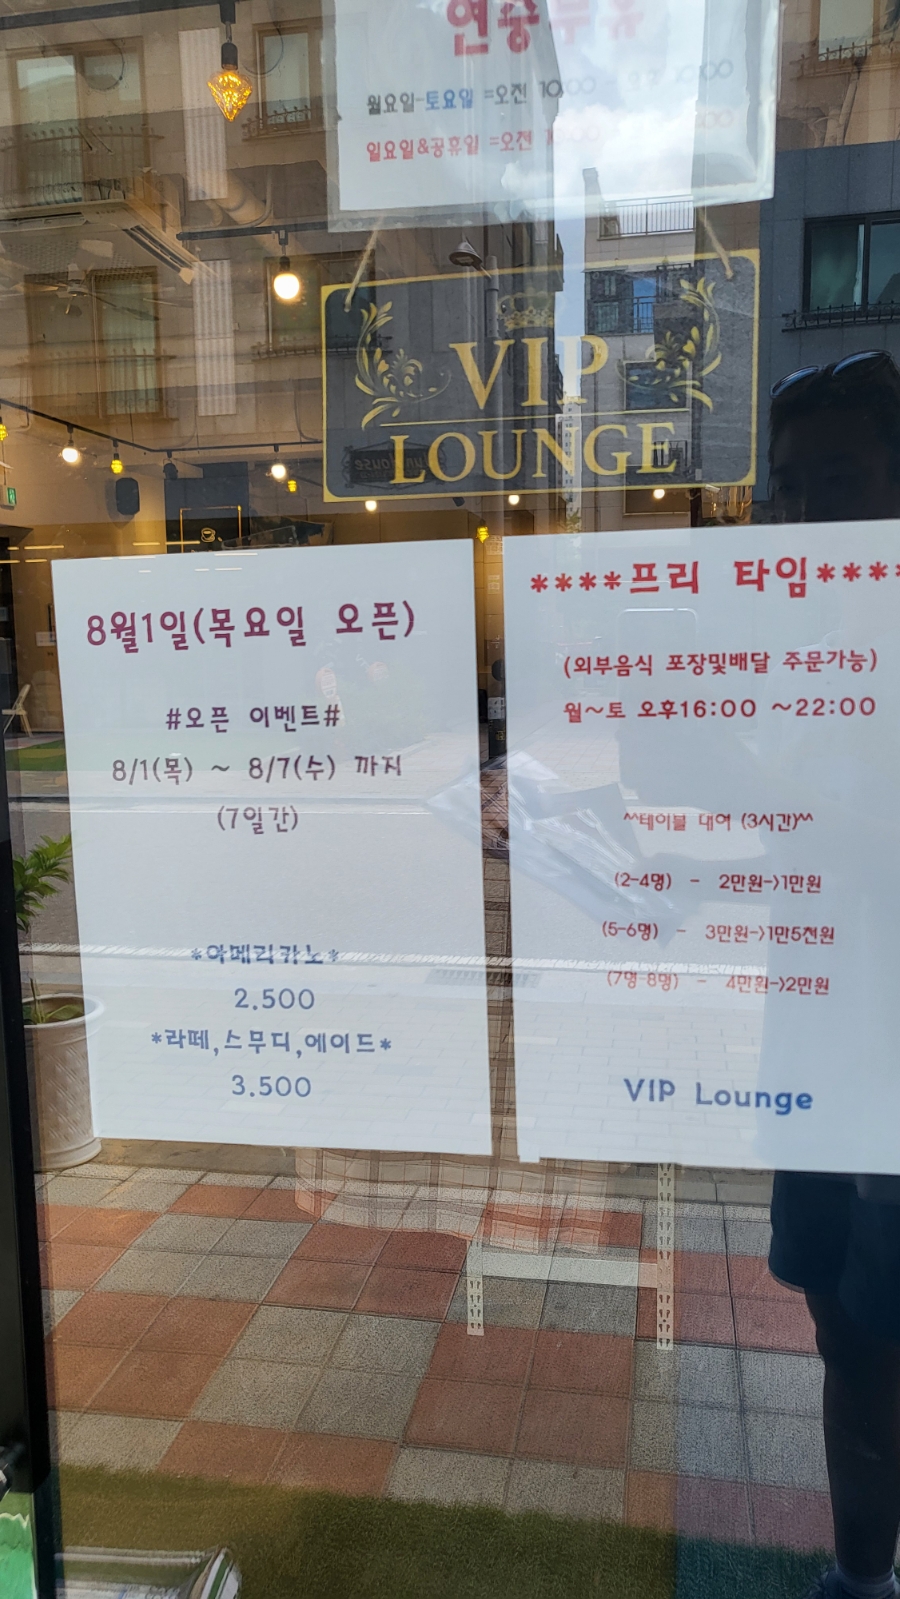 연중무휴
월요일-토요일 =오전 10:00
일요일&공휴일 =오전
VIP
LOUNGE
8월1일(목요일 오픈)
#오픈 이벤트#
8/1(목) ~ 8/7(수) 까지
(7일간)
*아메리카노*
2.500
*라떼,스무디,에이드*
3.500
****프리 타임****
(외부음식 포장및배달 주문가능)
월~토 오후16:00 ~22:00
^^테이블 대여 (3시간)^^
(2-4명) - 2만원->1만원
(5-6명) - 3만원->1만5천원
(7명-8명) - 4만원->2만원
VIP Lounge